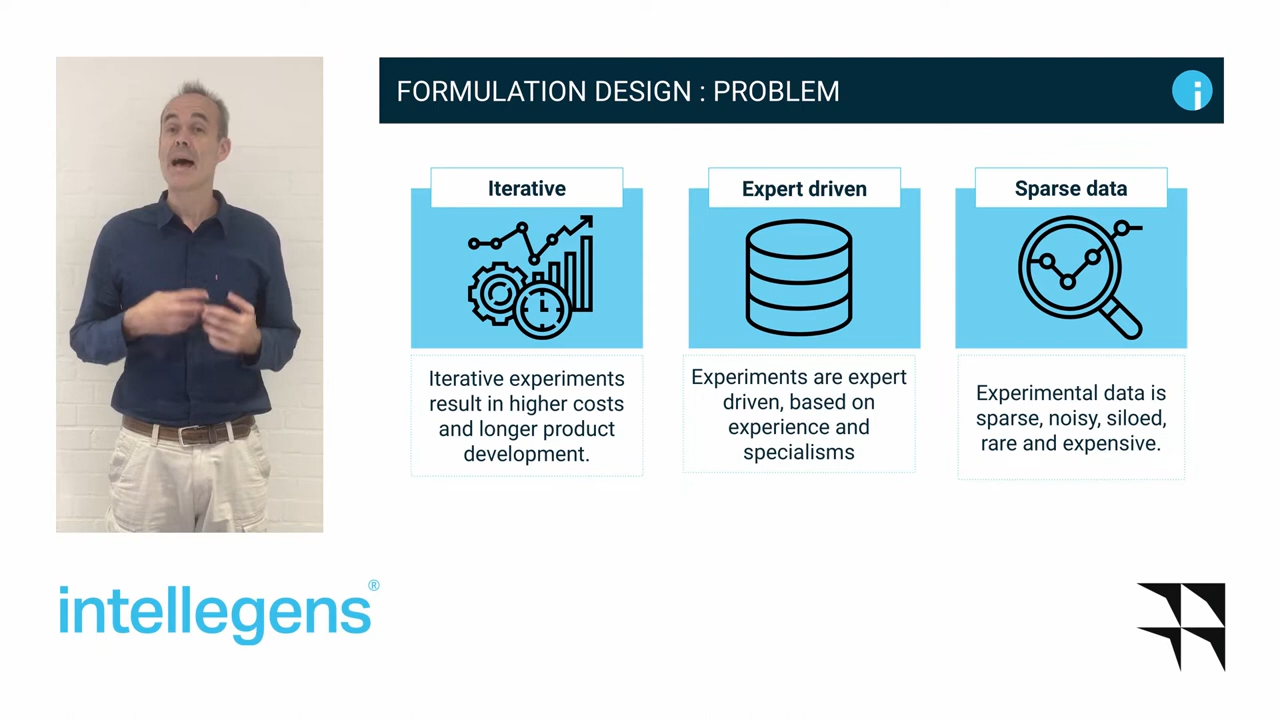 FORMULATION DESIGN : PROBLEM
Iterative
Iterative experiments
result in higher costs
and longer product
development.
Expert driven
Experiments are expert
driven, based on
experience and
specialisms
Sparse data
Experimental data is
sparse, noisy, siloed,
rare and expensive.
intellegens®